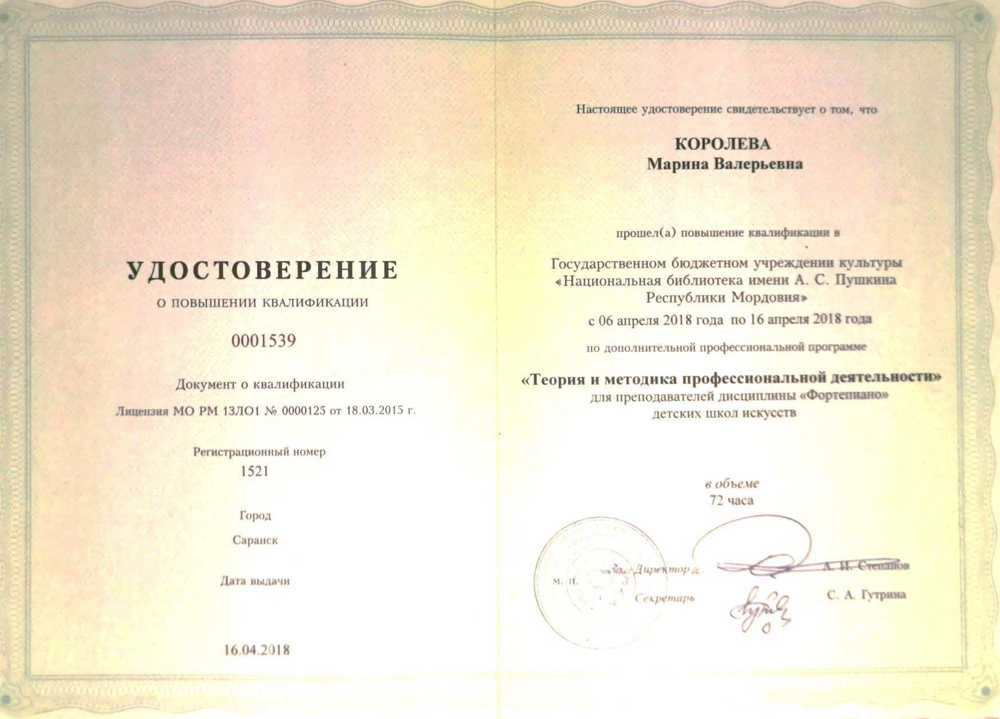 УДОСТОВЕРЕНИЕ
О ПОВЫШЕНИИ КВАЛИФИКАЦИИ
0001539
Документ о квалификации
Лицензия МО РМ 13ЛО1 № 0000125 от 18.03.2015 г.
Регистрационный номер
1521
Город
Саранск
Дата выдачи
16.04.2018
Настоящее удостоверение свидетельствует о том, что
КОРОЛЕВА
Марина Валерьевна
прошел(а) повышение квалификации в
Государственном бюджетном учреждении культуры
«Национальная библиотека имени А. С. Пушкина
Республики Мордовия»
с 06 апреля 2018 года по 16 апреля 2018 года
по дополнительной профессиональной программе
«Теория и методика профессиональной деятельности»
для преподавателей дисциплины «Фортепиано»
детских школ искусств
в объеме
72 часа
Директора А. И. Степанов
М. П.
Секретарь С. А. Гутрина